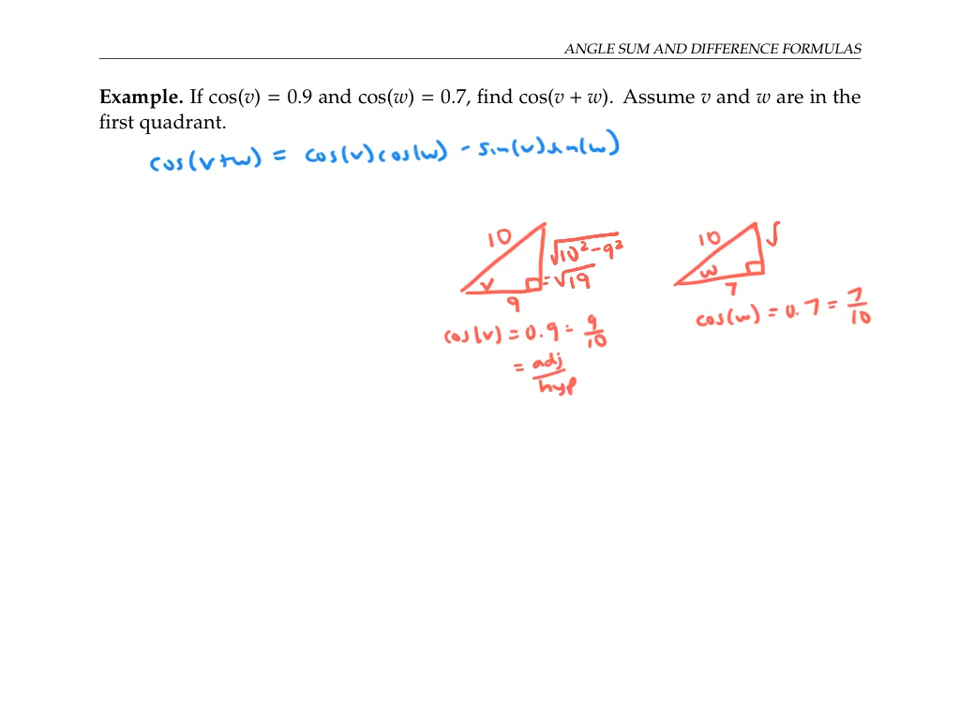 ANGLE SUM AND DIFFERENCE FORMULAS
Example. If cos(v) = 0.9 and cos(w) = 0.7, find cos(v + w). Assume v and w are in the
first quadrant.
cos(v+w) = cos(v)cos(w) - sin(v)sin(w)
10
√10²-9²
= √19
v
9
cos(v) = 0.9 = 9/10
= adj/hyp
10
√
w
7
cos(w) = 0.7 = 7/10